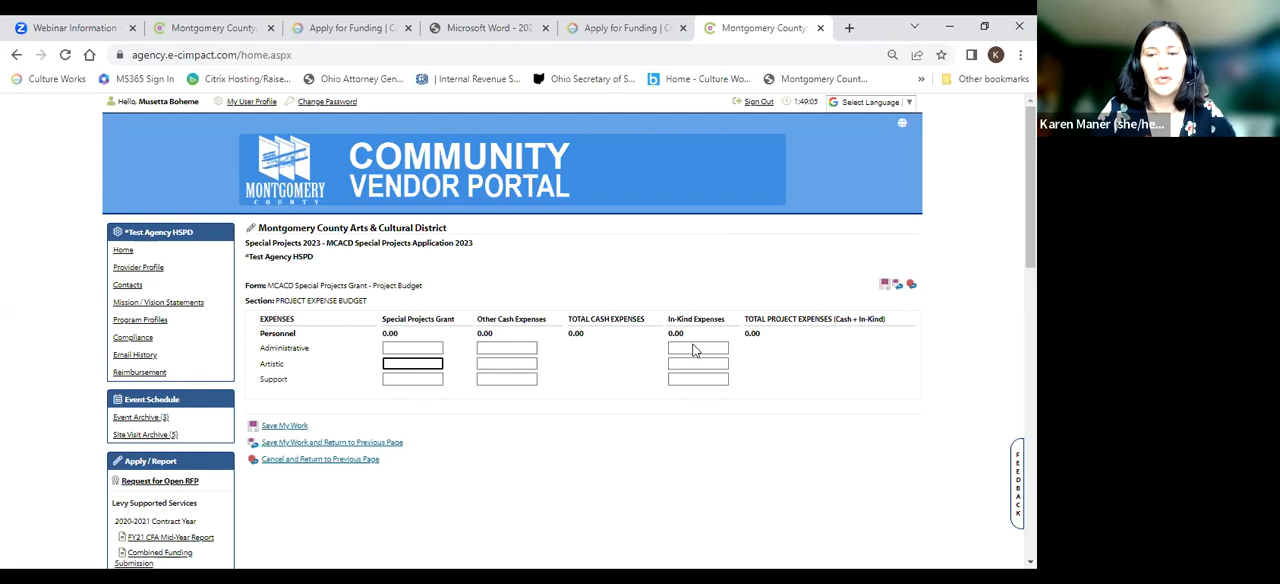 Webinar Information
Montgomery County
Apply for Funding | C
Microsoft Word - 202
Apply for Funding | C
Montgomery County
agency.e-cimpact.com/home.aspx
Culture Works
MS365 Sign In
Citrix Hosting/Raise...
Ohio Attorney Gen...
| Internal Revenue S...
Ohio Secretary of S...
Home - Culture Wo...
Montgomery Count...
»
Other bookmarks
K
Karen Maner (she/he...
Hello, Musetta Boheme
My User Profile
Change Password
Sign Out
1:49:05
Select Language
MONTGOMERY
COUNTY
COMMUNITY
VENDOR PORTAL
*Test Agency HSPD
Home
Provider Profile
Contacts
Mission / Vision Statements
Program Profiles
Compliance
Email History
Reimbursement
Event Schedule
Event Archive (3)
Site Visit Archive (5)
Apply / Report
Request for Open RFP
Levy Supported Services
2020-2021 Contract Year
FY21 CFA Mid-Year Report
Combined Funding
Submission
Montgomery County Arts & Cultural District
Special Projects 2023 - MCACD Special Projects Application 2023
*Test Agency HSPD
Form: MCACD Special Projects Grant - Project Budget
Section: PROJECT EXPENSE BUDGET
EXPENSES Special Projects Grant Other Cash Expenses TOTAL CASH EXPENSES In-Kind Expenses TOTAL PROJECT EXPENSES (Cash + In-Kind)
Personnel 0.00 0.00 0.00 0.00 0.00
Administrative
Artistic
Support
Save My Work
Save My Work and Return to Previous Page
Cancel and Return to Previous Page
FEEDBACK